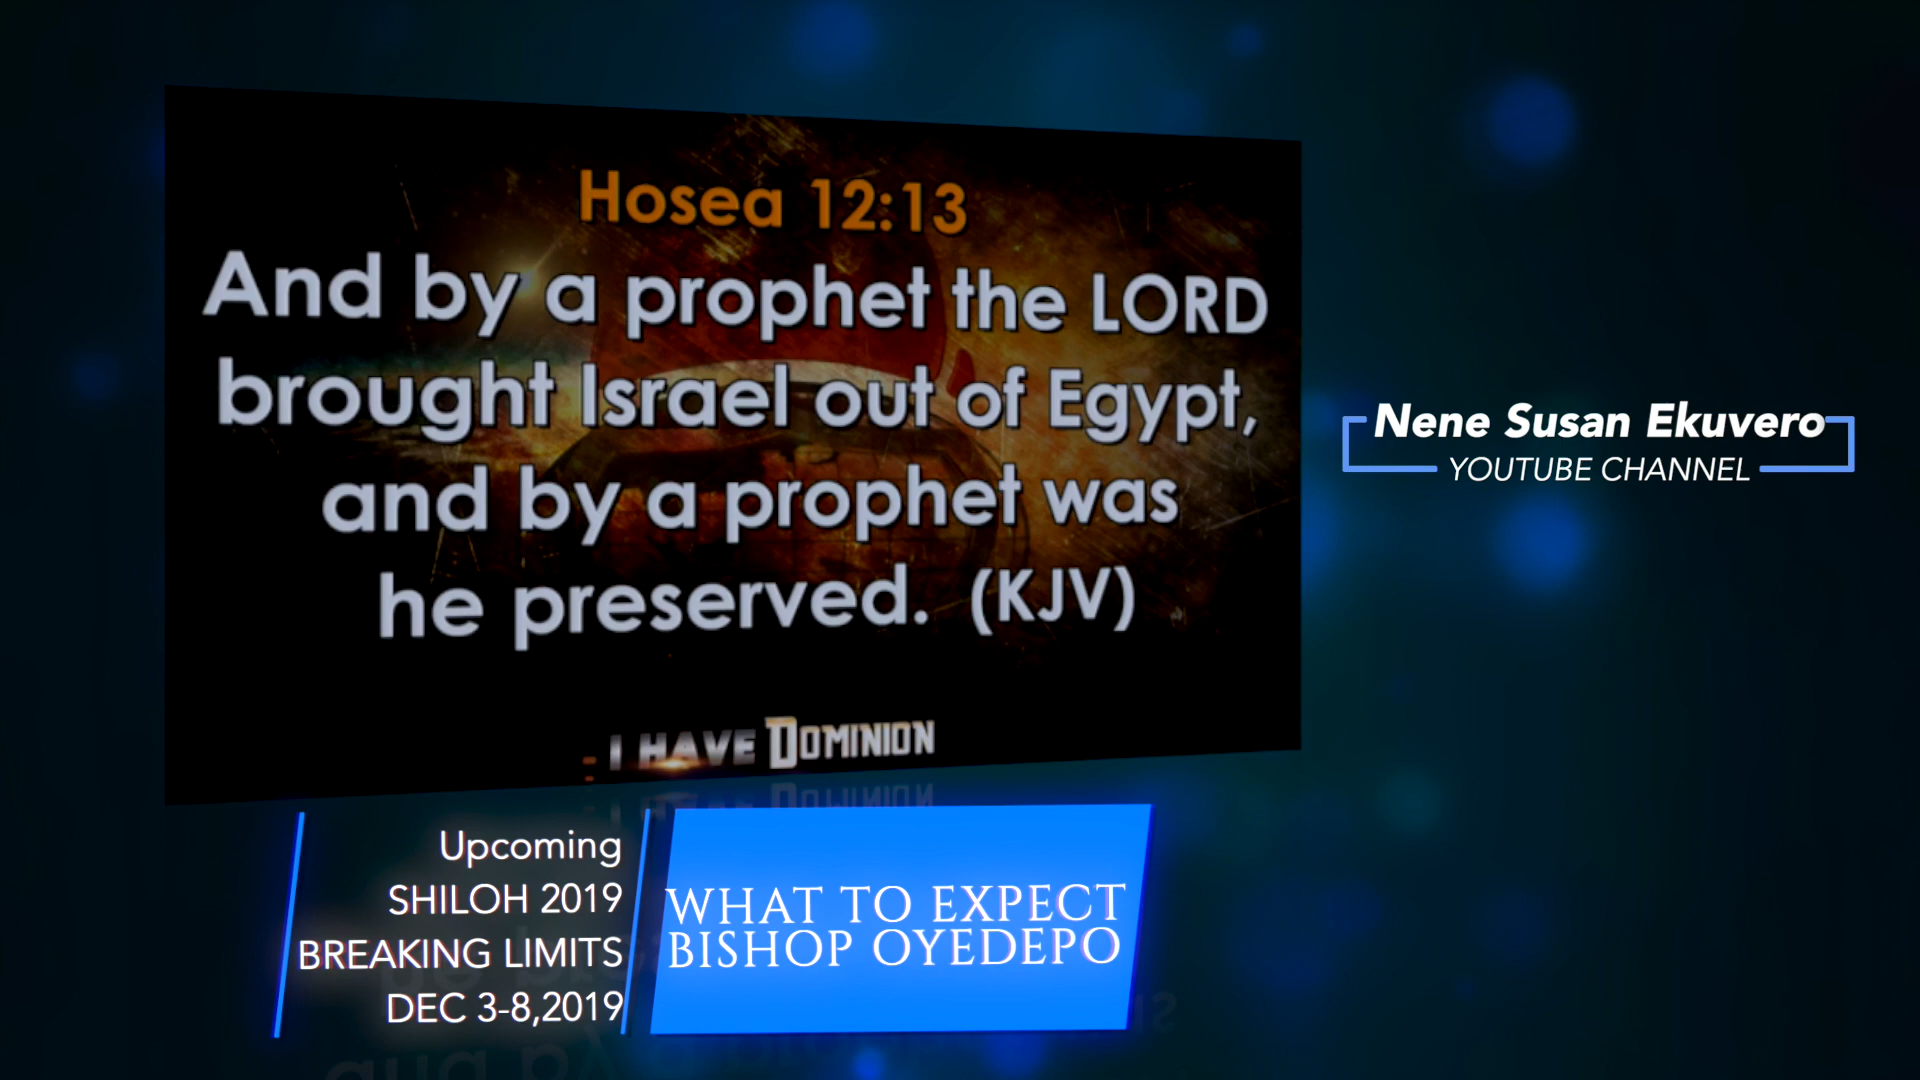 Hosea 12:13
And by a prophet the LORD
brought Israel out of Egypt,
and by a prophet was
he preserved. (KJV)
I HAVE DOMINION
Nene Susan Ekuvero
YOUTUBE CHANNEL
Upcoming
SHILOH 2019
BREAKING LIMITS
DEC 3-8,2019
WHAT TO EXPECT
BISHOP OYEDEPO